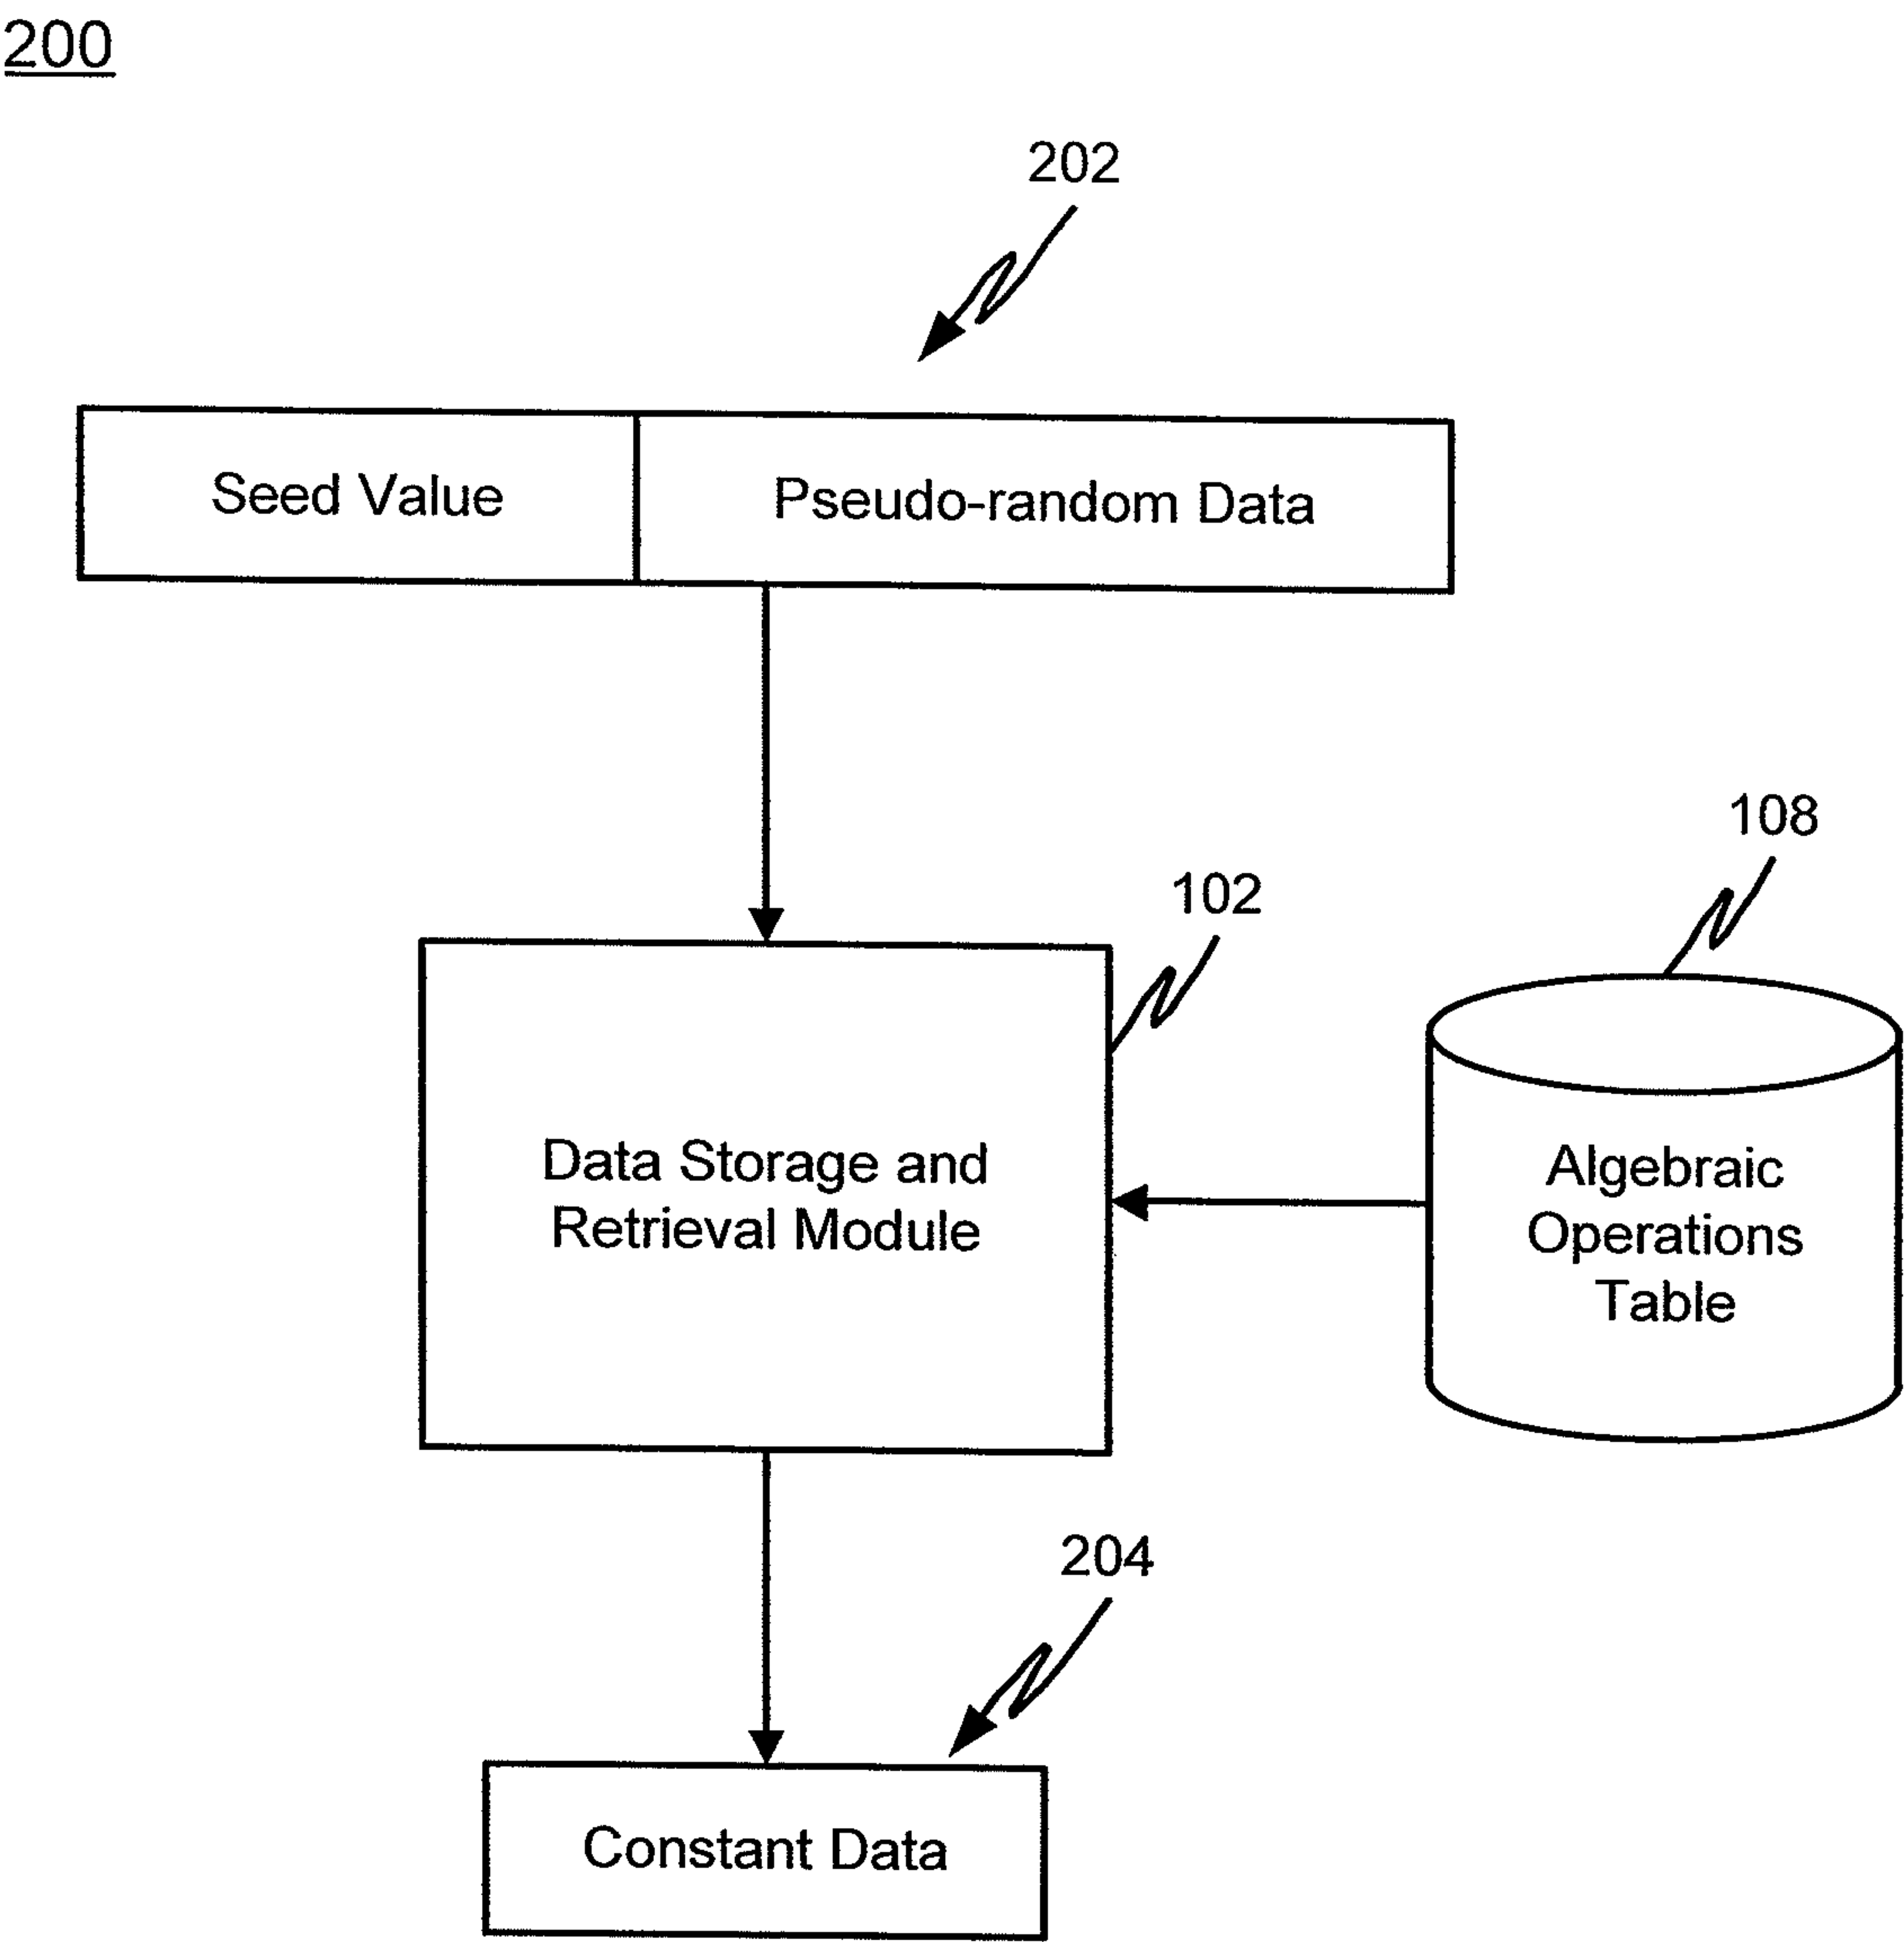 200
202
Seed Value
Pseudo-random Data
108
102
Data Storage and
Retrieval Module
Algebraic
Operations
Table
204
Constant Data